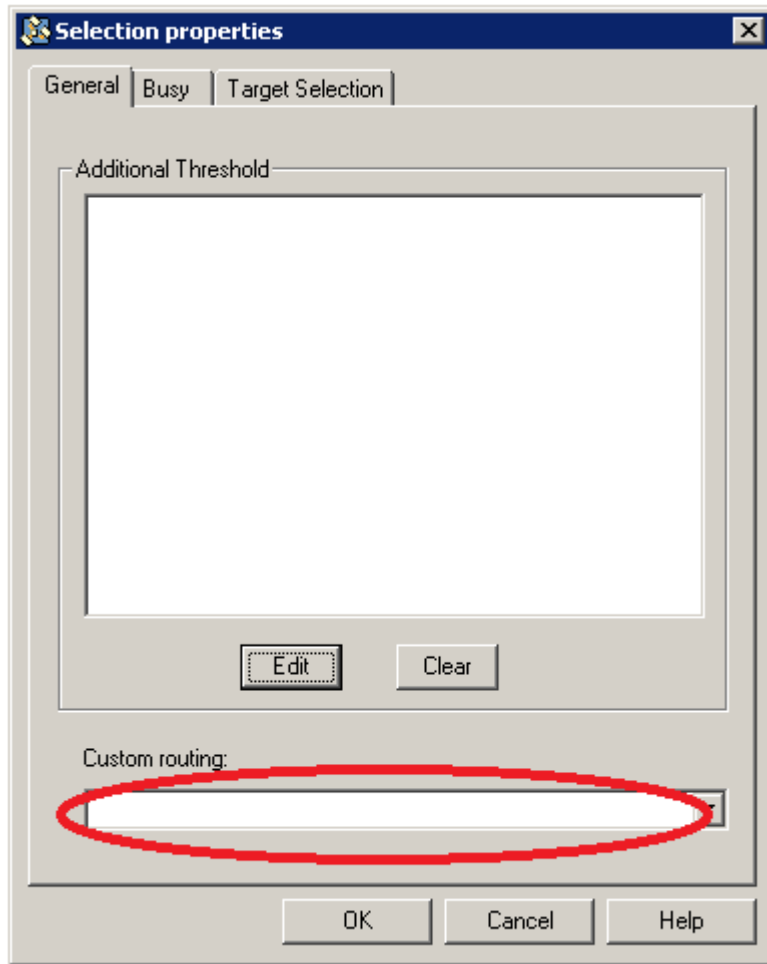 Selection properties
General Busy Target Selection
Additional Threshold
Edit Clear
Custom routing:
OK Cancel Help